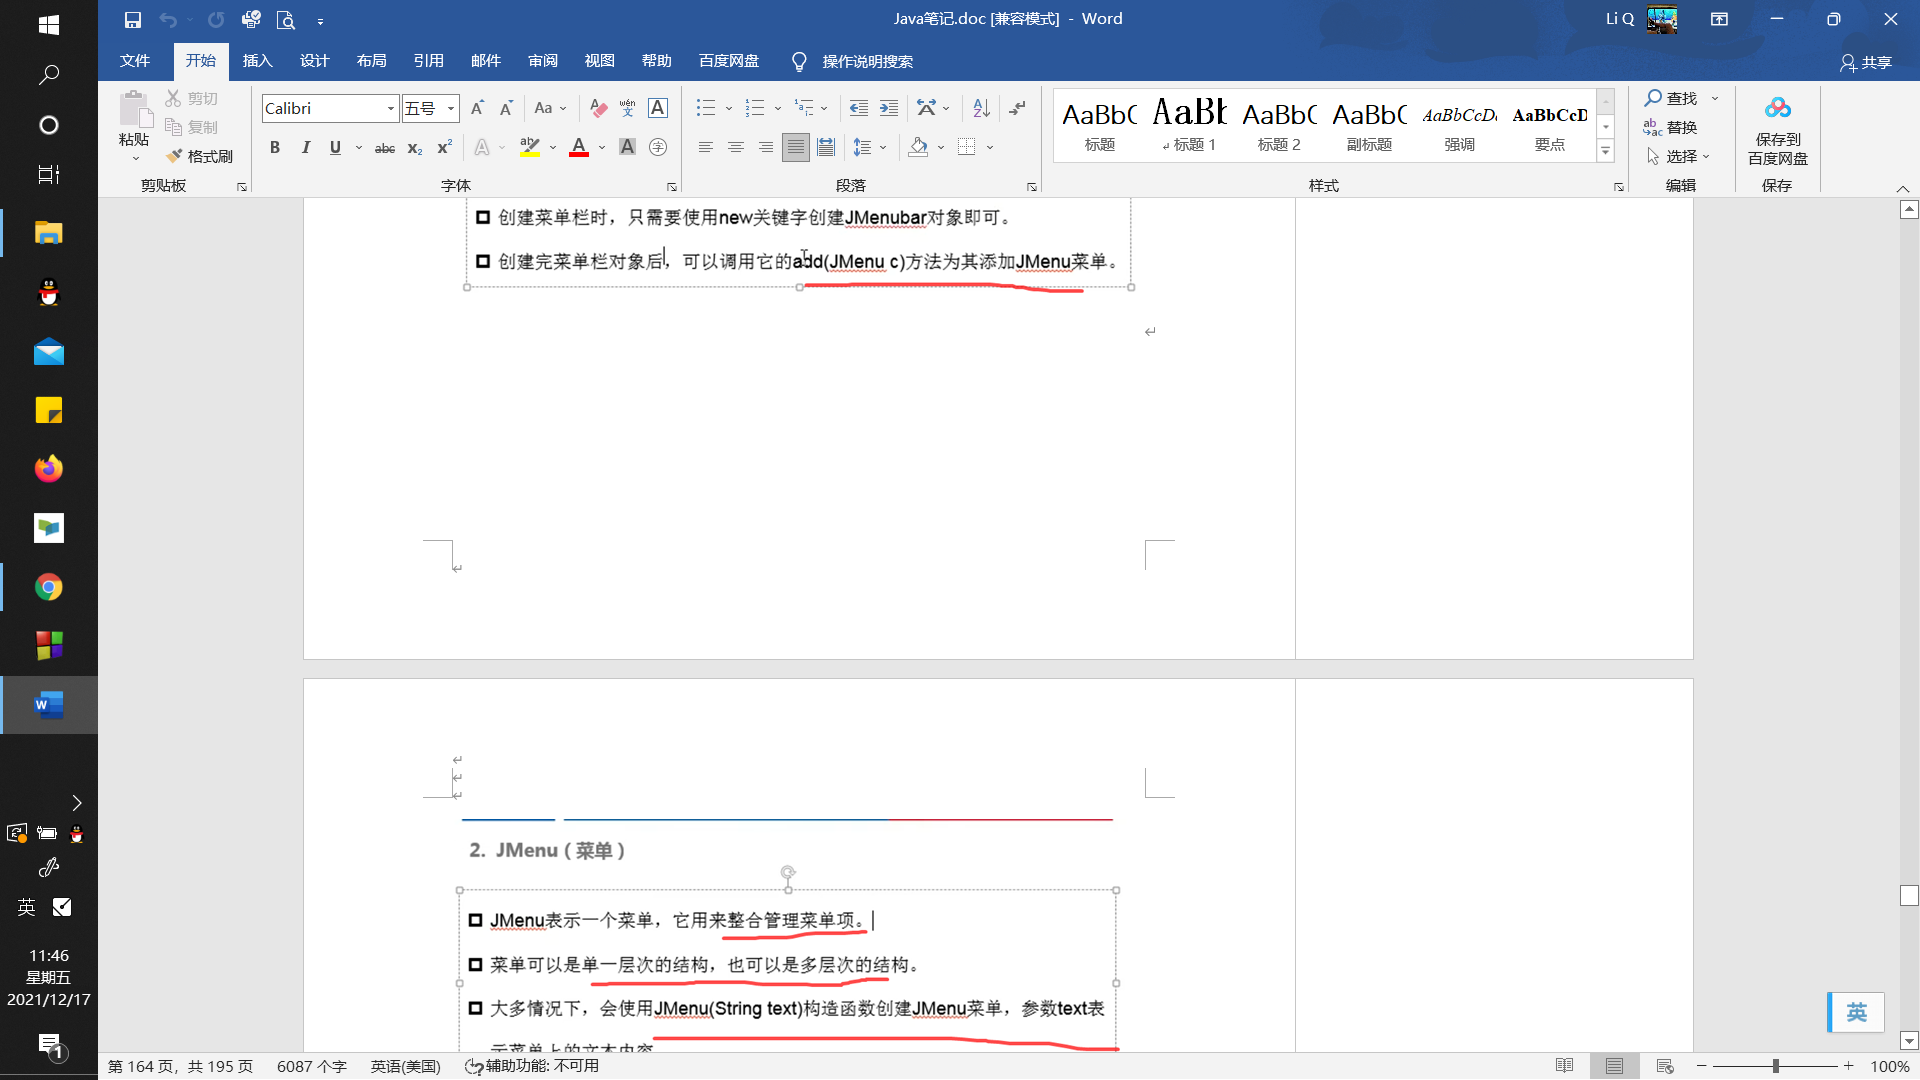 Java笔记.doc [兼容模式] - Word
Li Q
文件 开始 插入 设计 布局 引用 邮件 审阅 视图 帮助 百度网盘 操作说明搜索 共享
剪切
复制
格式刷
粘贴
剪贴板
Calibri 五号
字体
段落
AaBbC AaBb AaBbC AaBbC AaBbCcD AaBbCcD
标题 标题 1 标题 2 副标题 强调 要点
样式
查找
替换
选择
编辑
保存到
百度网盘
保存
创建菜单栏时，只需要使用new关键字创建JMenubar对象即可。
创建完菜单栏对象后，可以调用它的add(JMenu c)方法为其添加JMenu菜单。
2. JMenu（菜单）
JMenu表示一个菜单，它用来整合管理菜单项。
菜单可以是单一层次的结构，也可以是多层次的结构。
大多情况下，会使用JMenu(String text)构造函数创建JMenu菜单，参数text表
示菜单上的文本内容
英
英
11:46
星期五
2021/12/17
1
第 164 页，共 195 页 6087 个字 英语(美国) 辅助功能: 不可用 100%